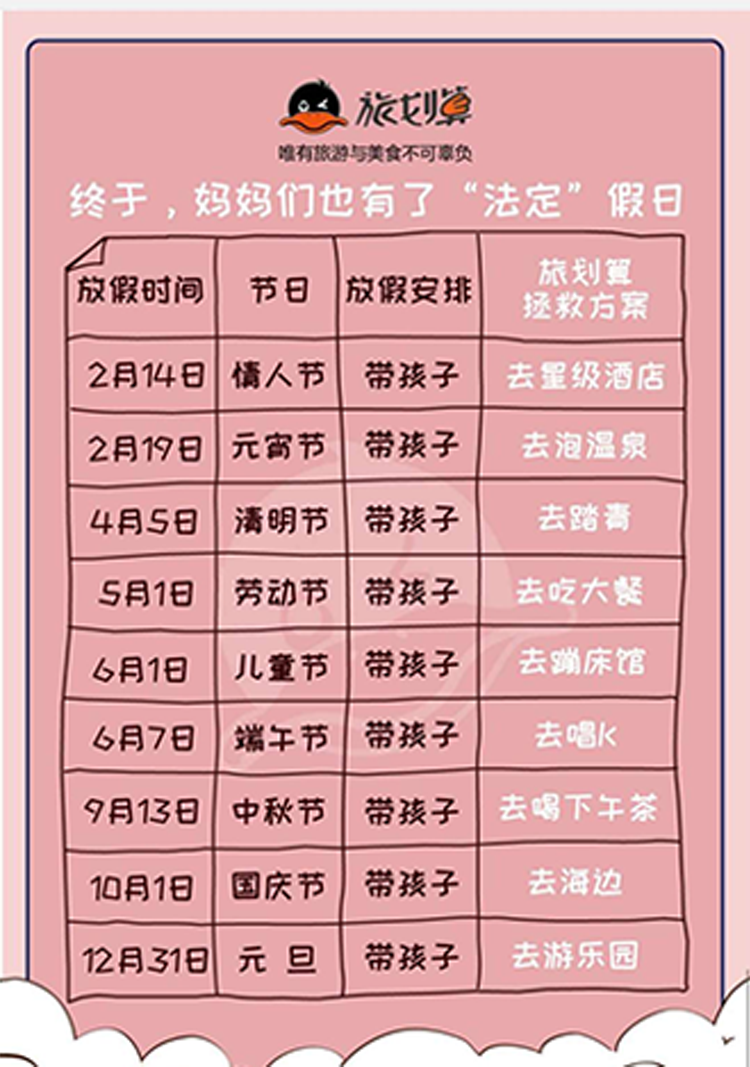 旅划算
唯有旅游与美食不可辜负
终于，妈妈们也有了“法定”假日
放假时间 节日 放假安排 旅划算
拯救方案
2月14日 情人节 带孩子 去星级酒店
2月19日 元宵节 带孩子 去泡温泉
4月5日 清明节 带孩子 去踏青
5月1日 劳动节 带孩子 去吃大餐
6月1日 儿童节 带孩子 去蹦床馆
6月7日 端午节 带孩子 去唱K
9月13日 中秋节 带孩子 去喝下午茶
10月1日 国庆节 带孩子 去海边
12月31日 元旦 带孩子 去游乐园